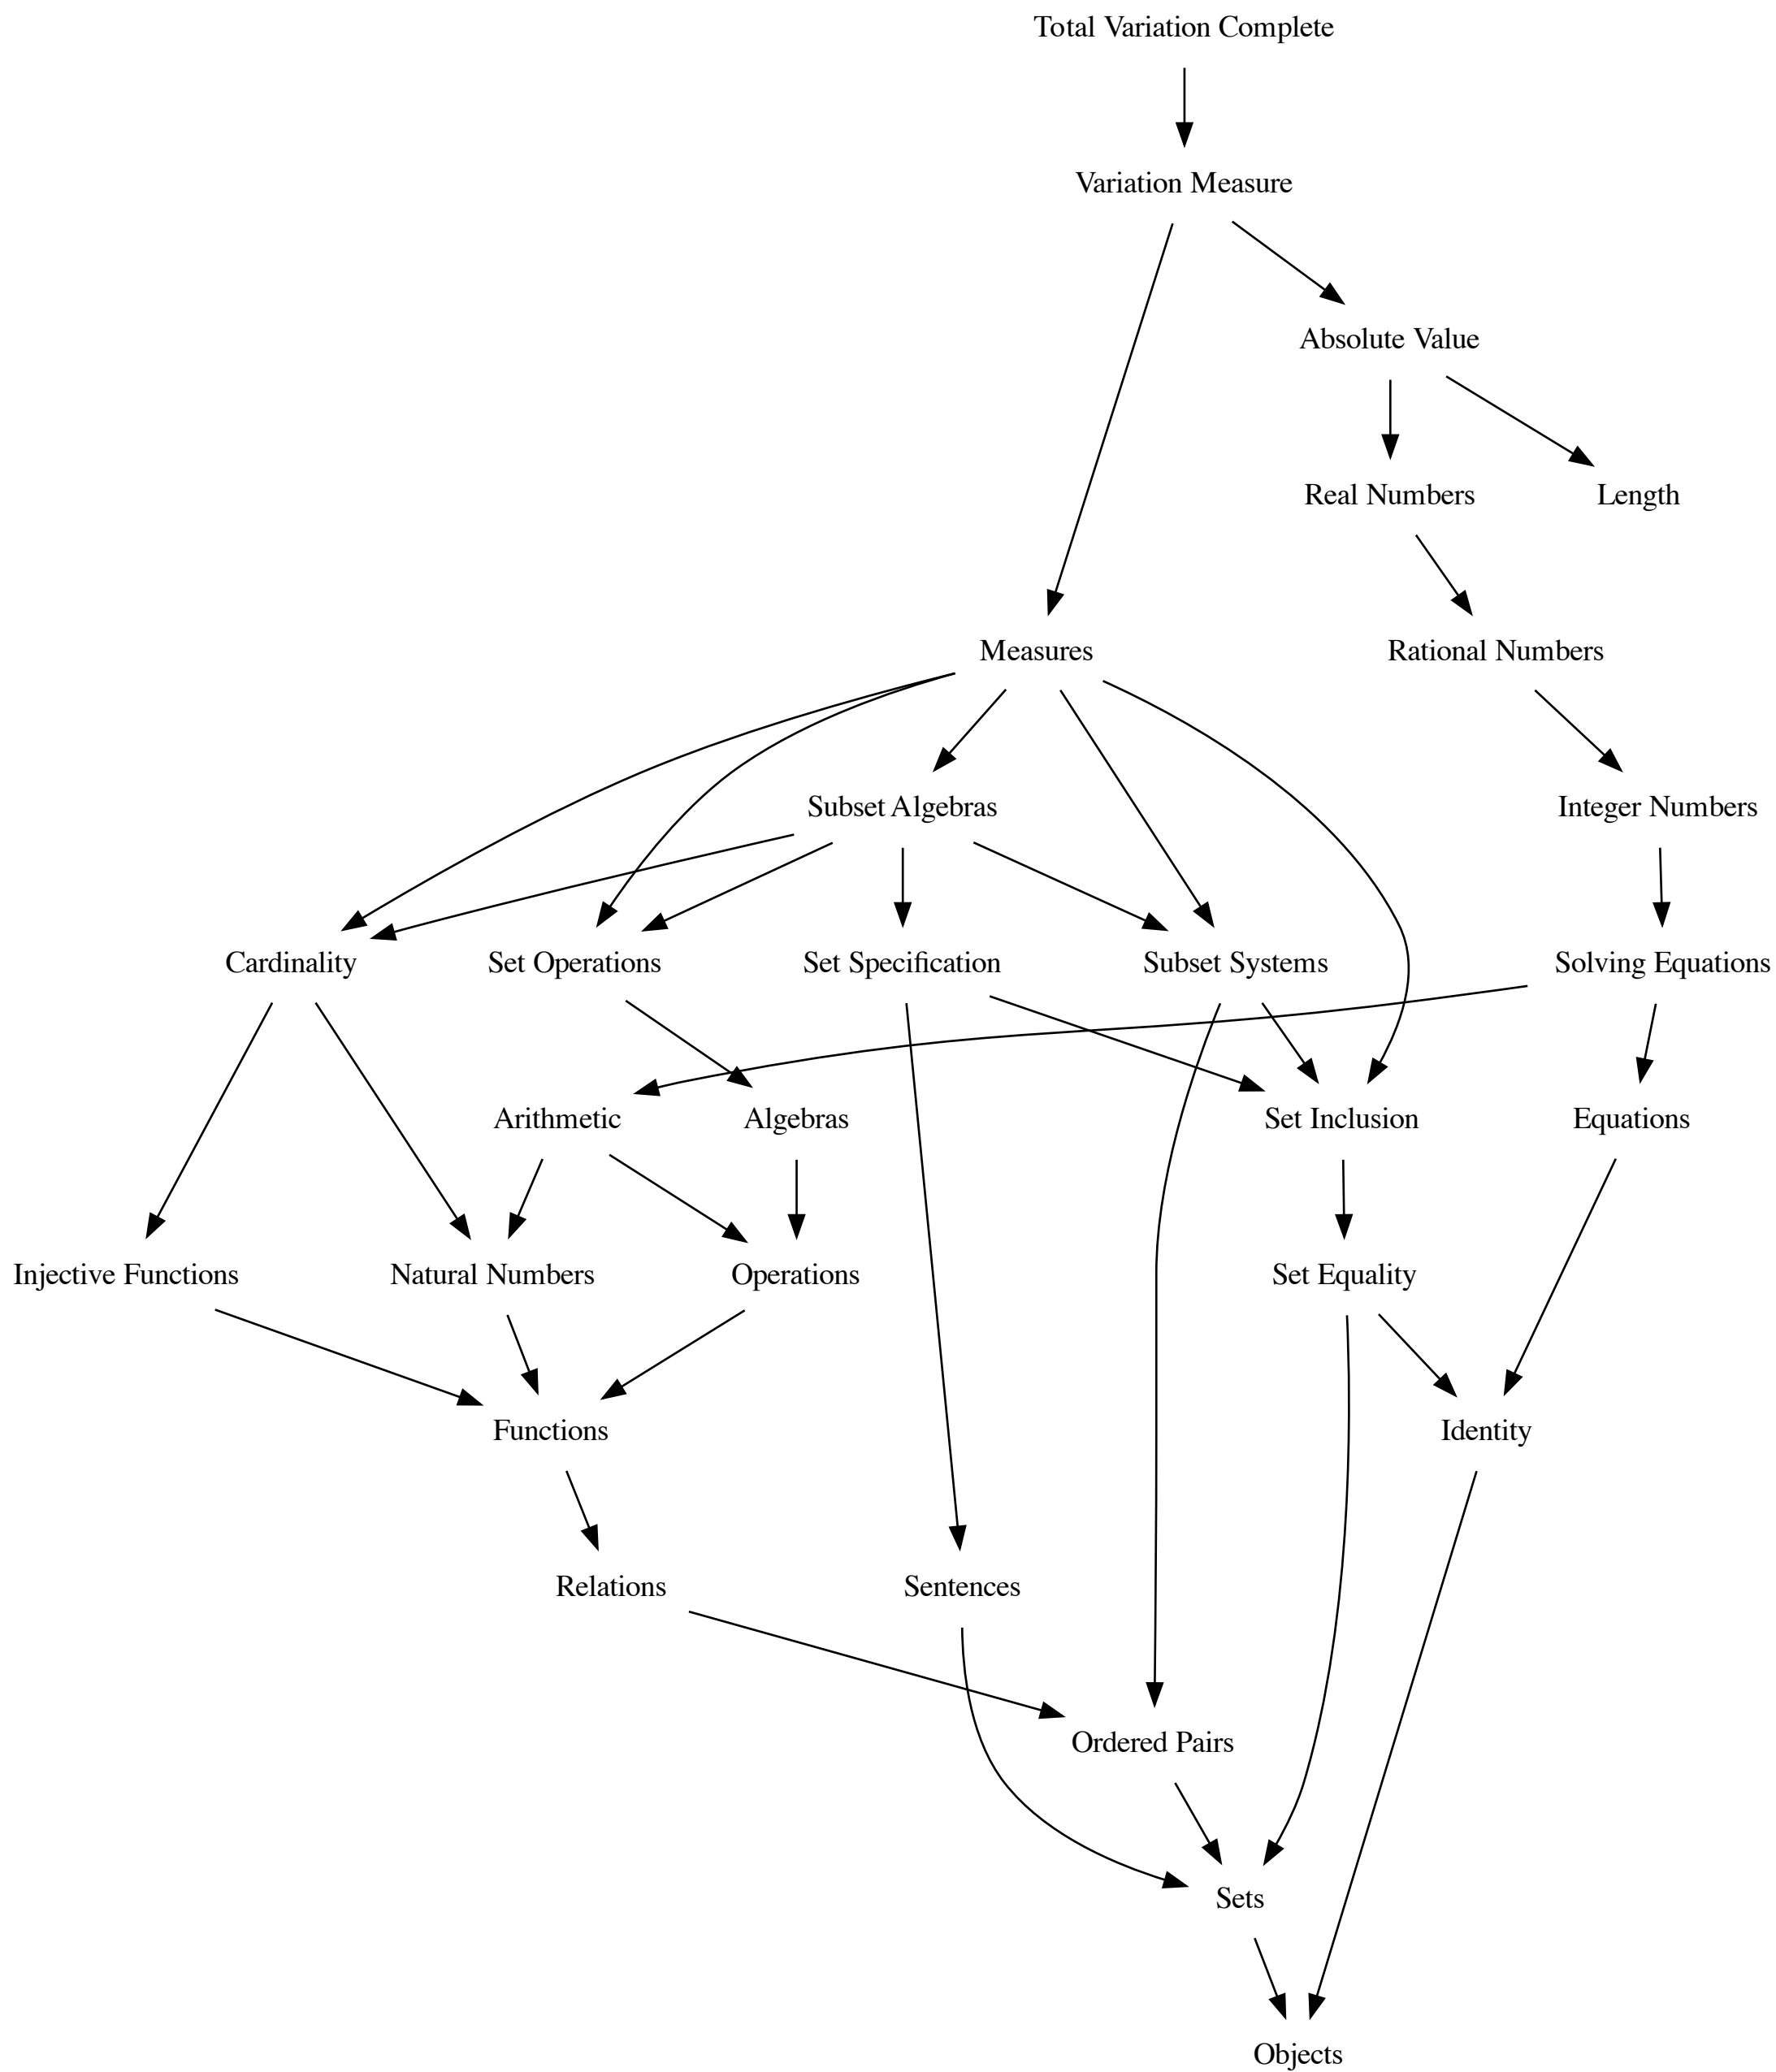 Total Variation Complete
Variation Measure
Absolute Value
Real Numbers
Length
Measures
Rational Numbers
Subset Algebras
Integer Numbers
Cardinality
Set Operations
Set Specification
Subset Systems
Solving Equations
Arithmetic
Algebras
Set Inclusion
Equations
Injective Functions
Natural Numbers
Operations
Set Equality
Functions
Identity
Relations
Sentences
Ordered Pairs
Sets
Objects